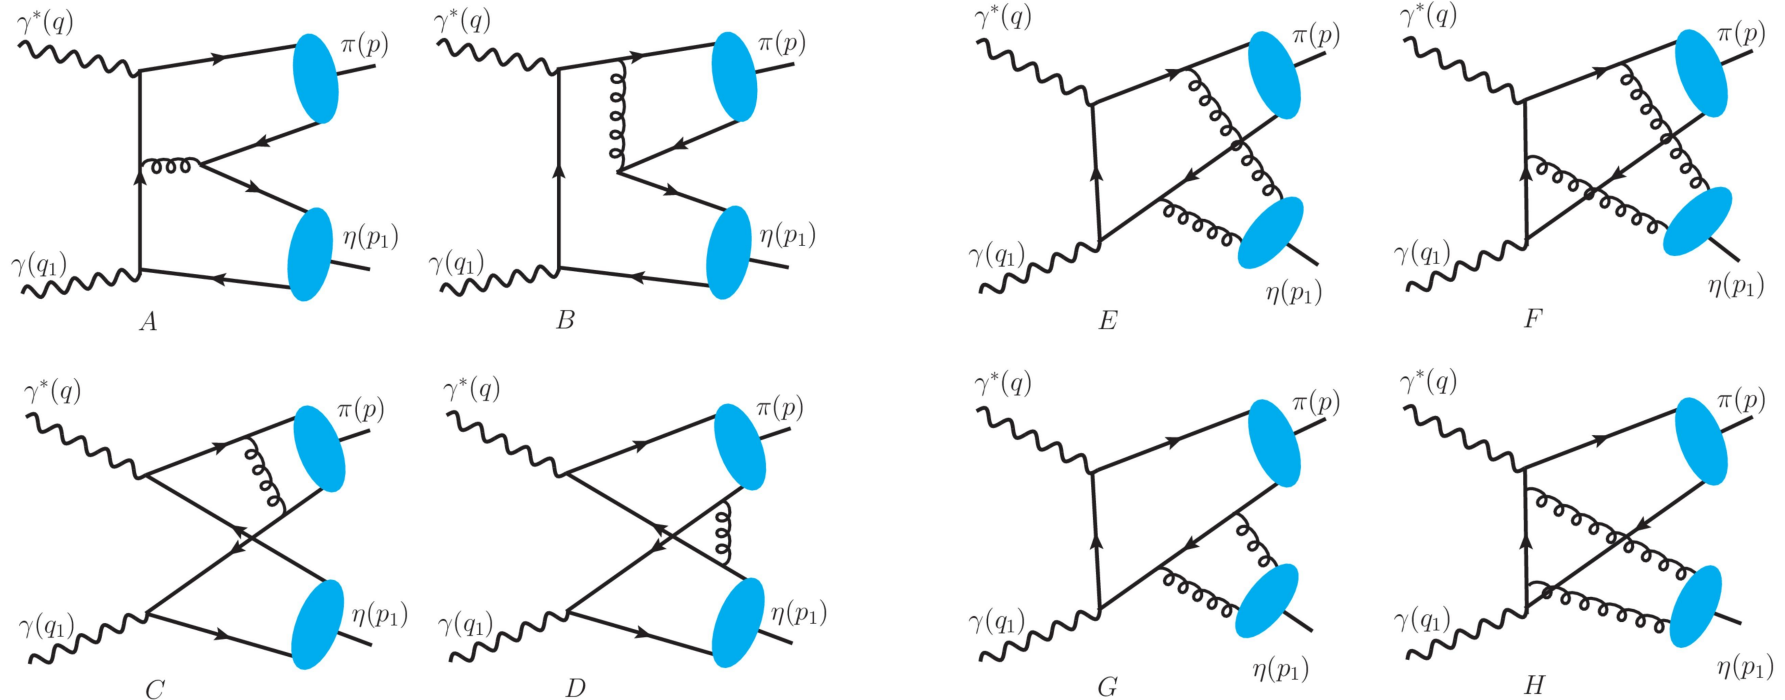 γ*(q) π(p) γ*(q) π(p) γ*(q) π(p) γ*(q) π(p)
γ(q₁) η(p₁) γ(q₁) η(p₁) γ(q₁) η(p₁) γ(q₁) η(p₁)
A B E F
γ*(q) π(p) γ*(q) π(p) γ*(q) π(p) γ*(q) π(p)
γ(q₁) η(p₁) γ(q₁) η(p₁) γ(q₁) η(p₁) γ(q₁) η(p₁)
C D G H